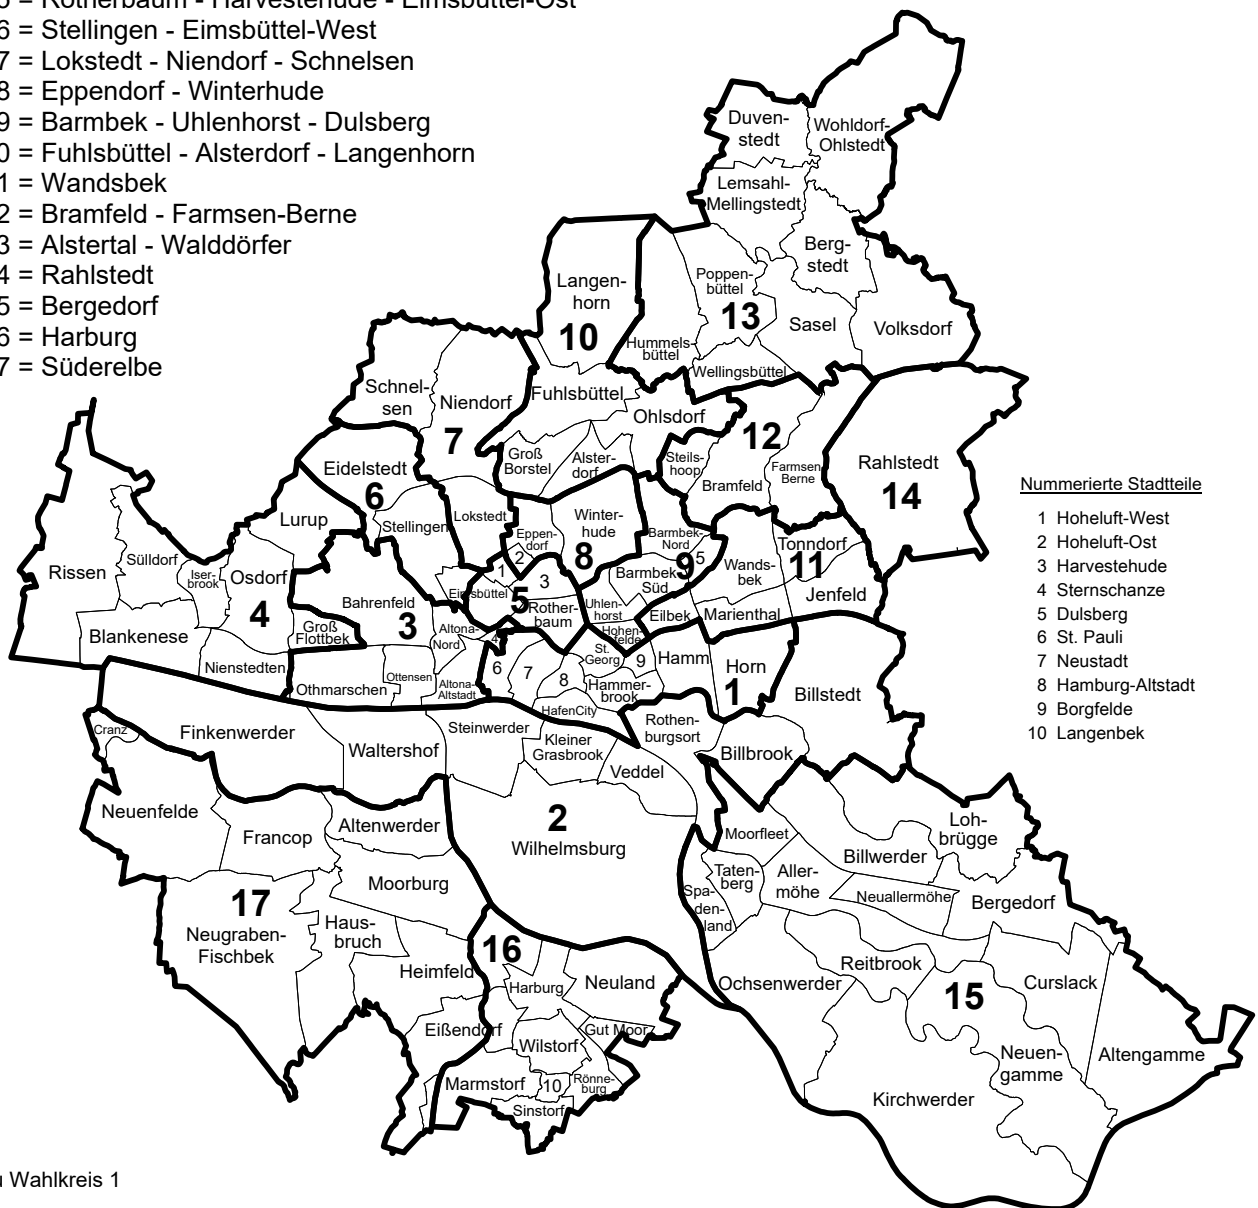 5 = Rotherbaum - Harvestehude - Eimsbüttel-Ost
6 = Stellingen - Eimsbüttel-West
7 = Lokstedt - Niendorf - Schnelsen
8 = Eppendorf - Winterhude
9 = Barmbek - Uhlenhorst - Dulsberg
0 = Fuhlsbüttel - Alsterdorf - Langenhorn
1 = Wandsbek
2 = Bramfeld - Farmsen-Berne
3 = Alstertal - Walddörfer
4 = Rahlstedt
5 = Bergedorf
6 = Harburg
7 = Süderelbe
Duven-
stedt
Wohldorf-
Ohlstedt
Lemsahl-
Mellingstedt
Berg-
stedt
Langen-
horn
10
Poppen-
büttel
13
Sasel
Volksdorf
Hummels-
büttel
Wellingsbüttel
Schnel-
sen
Niendorf
7
Fuhlsbüttel
Ohlsdorf
12
Groß
Borstel
Alster-
dorf
Steils-
hoop
Bramfeld
Farmsen
Berne
Rahlstedt
14
Eidelstedt
6
Stellingen
Lokstedt
Lurup
Eppen-
dorf
Winter-
hude
8
Barmbek-
Nord
9
5
Barmbek
Süd
Wands-
bek
Tonndorf
11
Jenfeld
Marienthal
Eilbek
Uhlen-
horst
Hohen-
felde
Rissen
Sülldorf
Iser-
brook
Osdorf
4
Blankenese
Nienstedten
Bahrenfeld
3
Groß
Flottbek
Othmarschen
Ottensen
Altona-
Nord
Altona-
Altstadt
Eimsbüttel
1
2
3
5
Rother-
baum
4
6
7
8
St.
Georg
9
Hammer-
brook
HafenCity
Hamm
Horn
1
Billstedt
Rothen-
burgsort
Billbrook
Cranz
Finkenwerder
Waltershof
Steinwerder
Kleiner
Grasbrook
Veddel
2
Wilhelmsburg
Neuenfelde
Francop
Altenwerder
Moorburg
17
Neugraben-
Fischbek
Haus-
bruch
Heimfeld
Eißendorf
16
Harburg
Neuland
Gut Moor
Wilstorf
Marmstorf
10
Rönne-
burg
Sinstorf
Moorfleet
Billwerder
Loh-
brügge
Taten-
berg
Aller-
möhe
Neuallermöhe
Bergedorf
Spa-
den-
land
Ochsenwerder
Reitbrook
15
Curslack
Neuen-
gamme
Altengamme
Kirchwerder
Nummerierte Stadtteile
1 Hoheluft-West
2 Hoheluft-Ost
3 Harvestehude
4 Sternschanze
5 Dulsberg
6 St. Pauli
7 Neustadt
8 Hamburg-Altstadt
9 Borgfelde
10 Langenbek
Wahlkreis 1